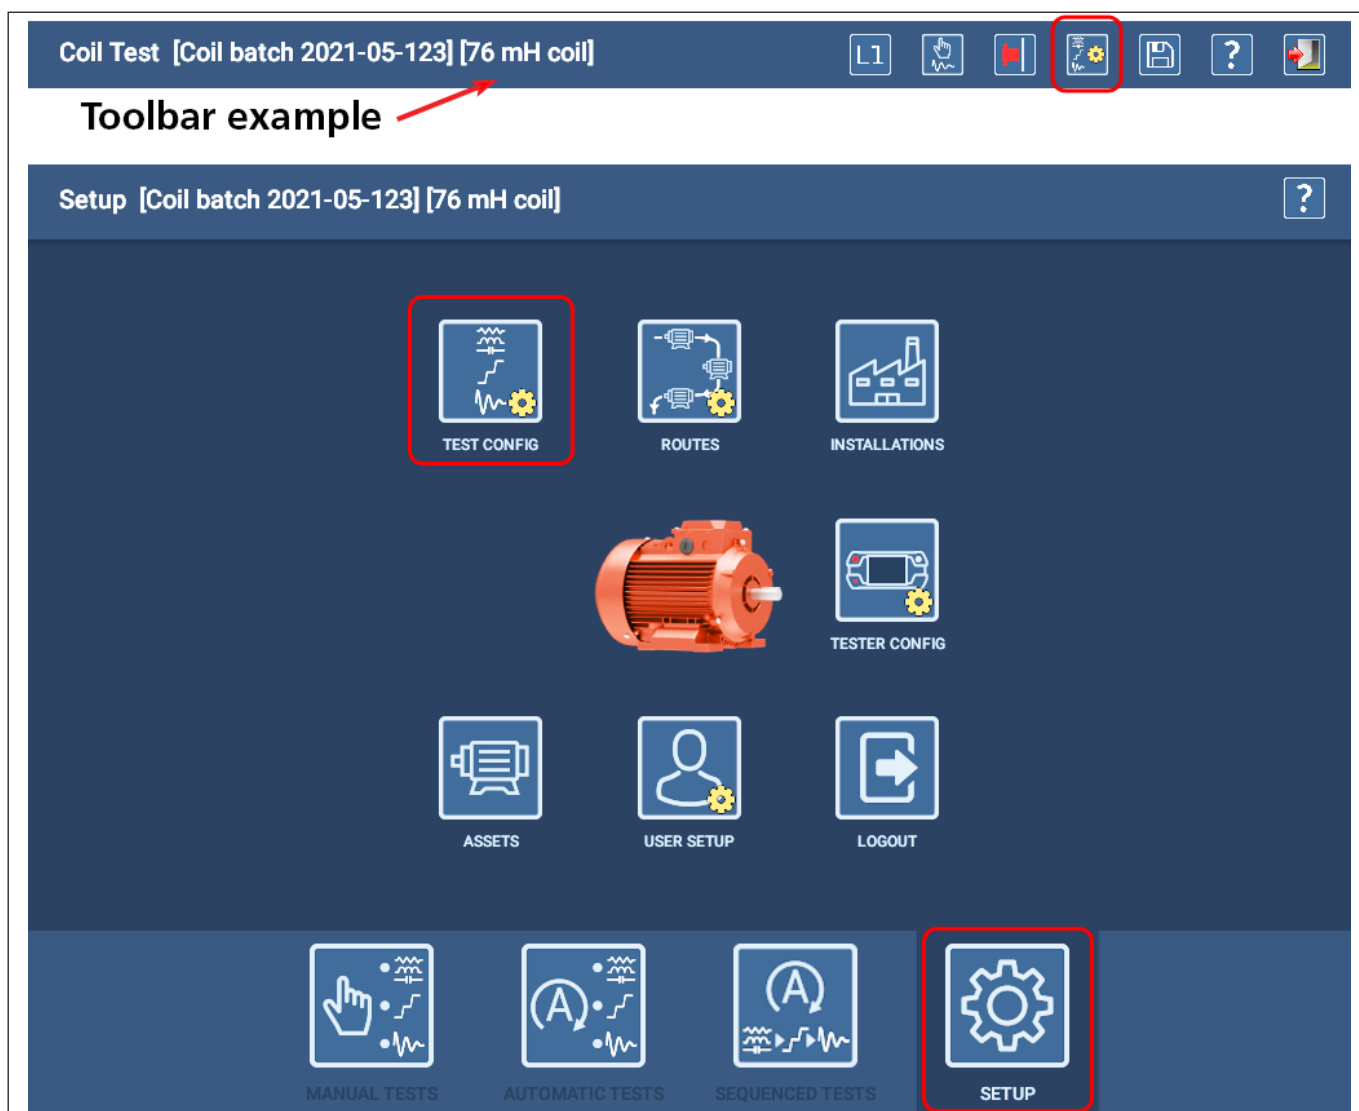 Coil Test [Coil batch 2021-05-123] [76 mH coil]
L1
?
Toolbar example
Setup [Coil batch 2021-05-123] [76 mH coil]
?
TEST CONFIG
ROUTES
INSTALLATIONS
TESTER CONFIG
ASSETS
USER SETUP
LOGOUT
A
A
MANUAL TESTS
AUTOMATIC TESTS
SEQUENCED TESTS
SETUP